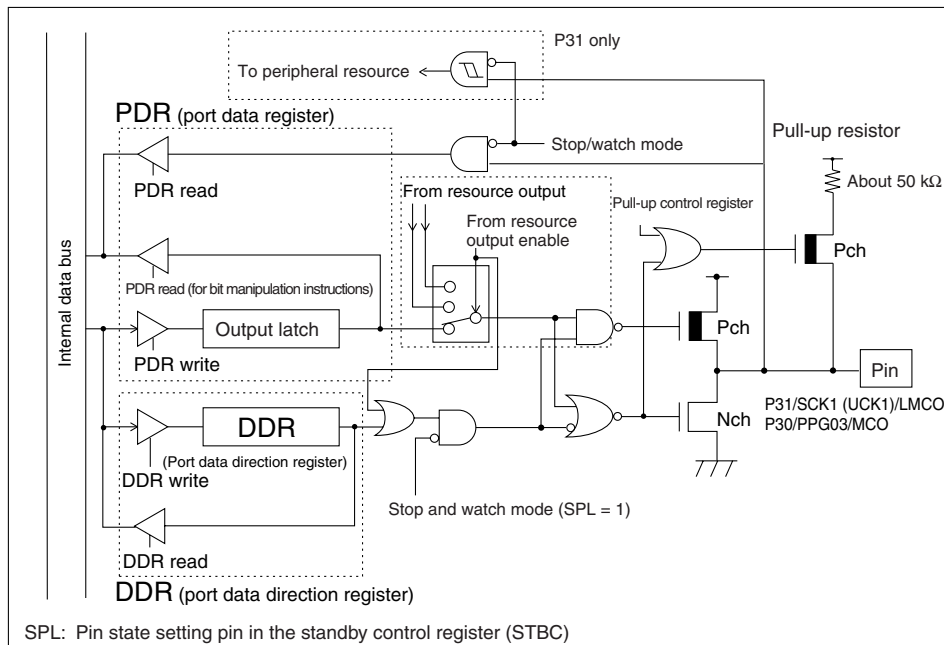 P31 only
To peripheral resource
PDR (port data register)
Stop/watch mode
Pull-up resistor
PDR read
About 50 kΩ
From resource output
Pull-up control
register
From resource
output enable
Pch
Internal data bus
PDR read (for bit manipulation instructions)
Output latch
Pch
PDR write
Pin
P31/SCK1 (UCK1)/LMCO
P30/PPG03/MCO
DDR
Nch
(Port data direction register)
DDR write
Stop and watch mode (SPL = 1)
DDR read
DDR (port data direction register)
SPL: Pin state setting pin in the standby control register (STBC)